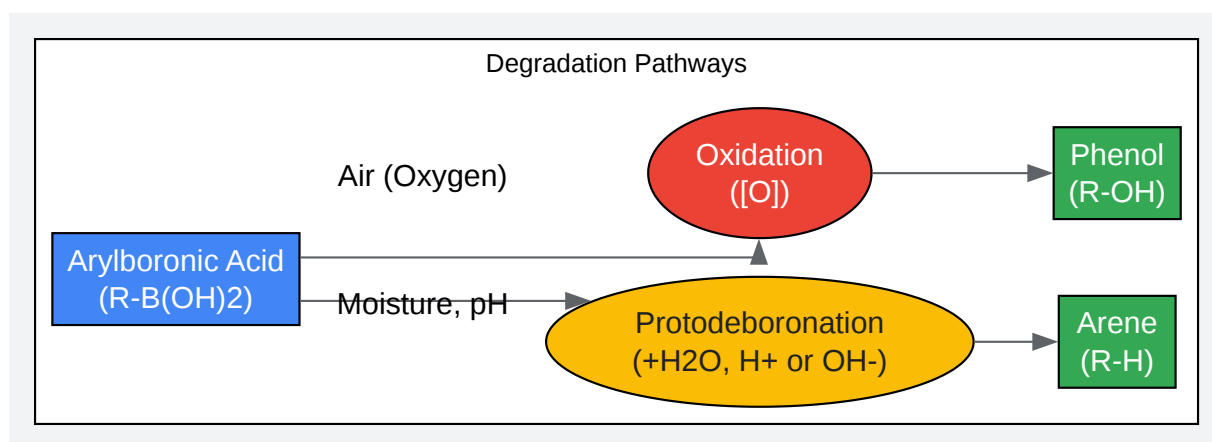 Degradation Pathways
Air (Oxygen)
Oxidation
([O])
Phenol
(R-OH)
Arylboronic Acid
(R-B(OH)2)
Moisture, pH
Protodeboronation
(+H2O, H+ or OH-)
Arene
(R-H)